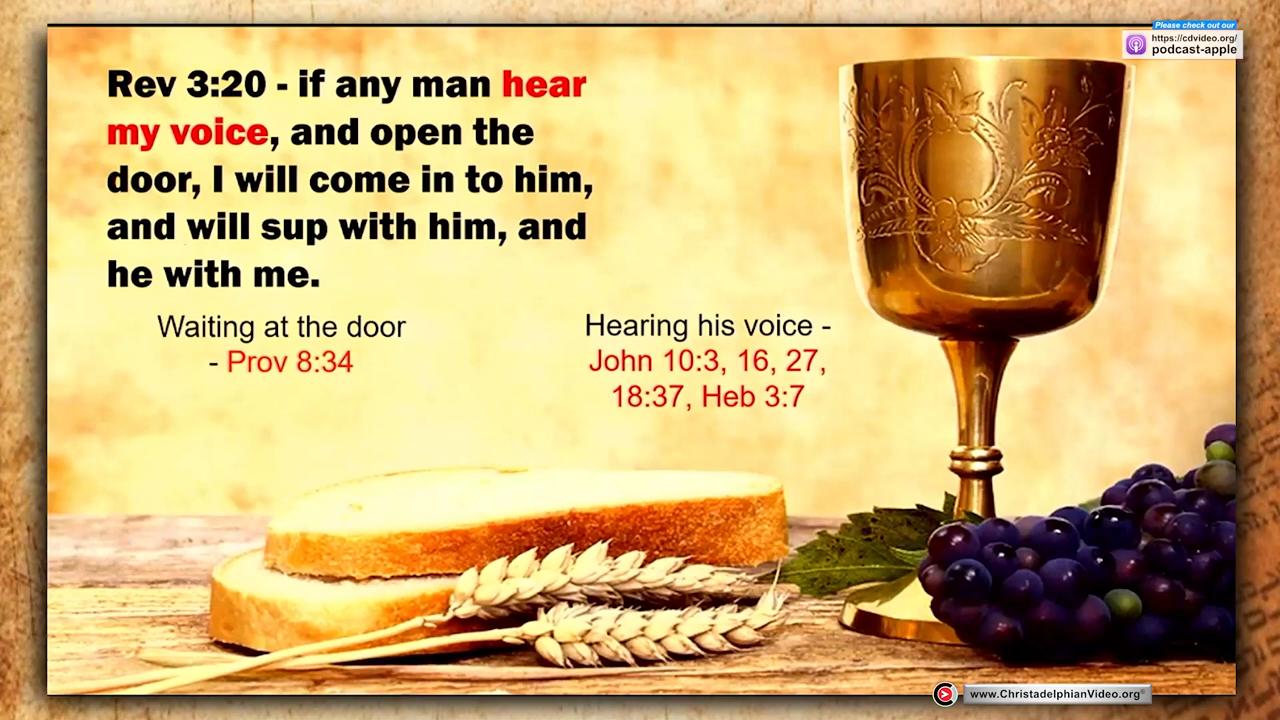 Please check out our
https://cdvideo.org/
podcast-apple
Rev 3:20 - if any man hear
my voice, and open the
door, I will come in to him,
and will sup with him, and
he with me.
Waiting at the door
- Prov 8:34
Hearing his voice -
John 10:3, 16, 27,
18:37, Heb 3:7
www.ChristadelphianVideo.org